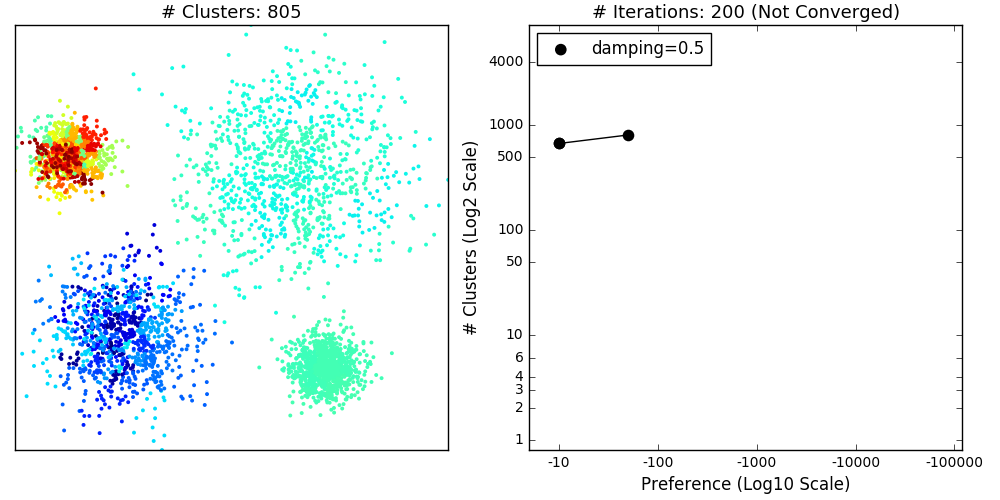 # Clusters: 805
# Iterations: 200 (Not Converged)
damping=0.5
# Clusters (Log2 Scale)
4000
1000
500
100
50
10
6
4
3
2
1
-10 -100 -1000 -10000 -100000
Preference (Log10 Scale)